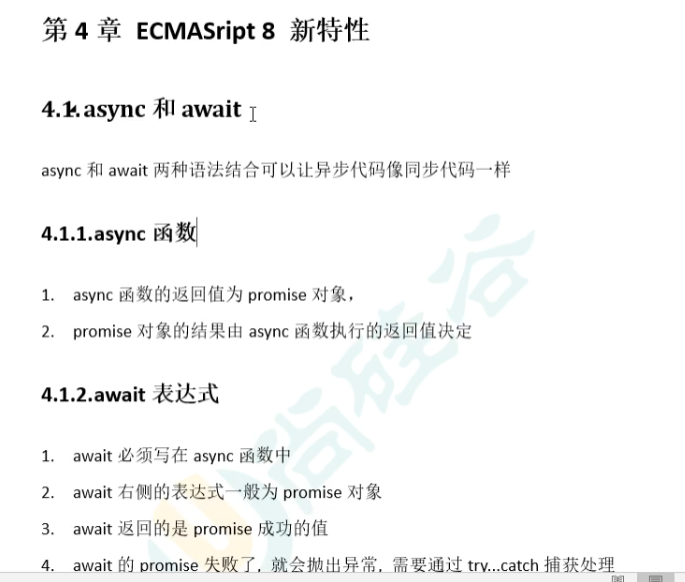 第 4 章 ECMASript 8 新特性
4.1.async 和 await
async 和 await 两种语法结合可以让异步代码像同步代码一样
4.1.1.async 函数
1. async 函数的返回值为 promise 对象，
2. promise 对象的结果由 async 函数执行的返回值决定
4.1.2.await 表达式
1. await 必须写在 async 函数中
2. await 右侧的表达式一般为 promise 对象
3. await 返回的是 promise 成功的值
4. await 的 promise 失败了, 就会抛出异常, 需要通过 try...catch 捕获处理
尚硅谷